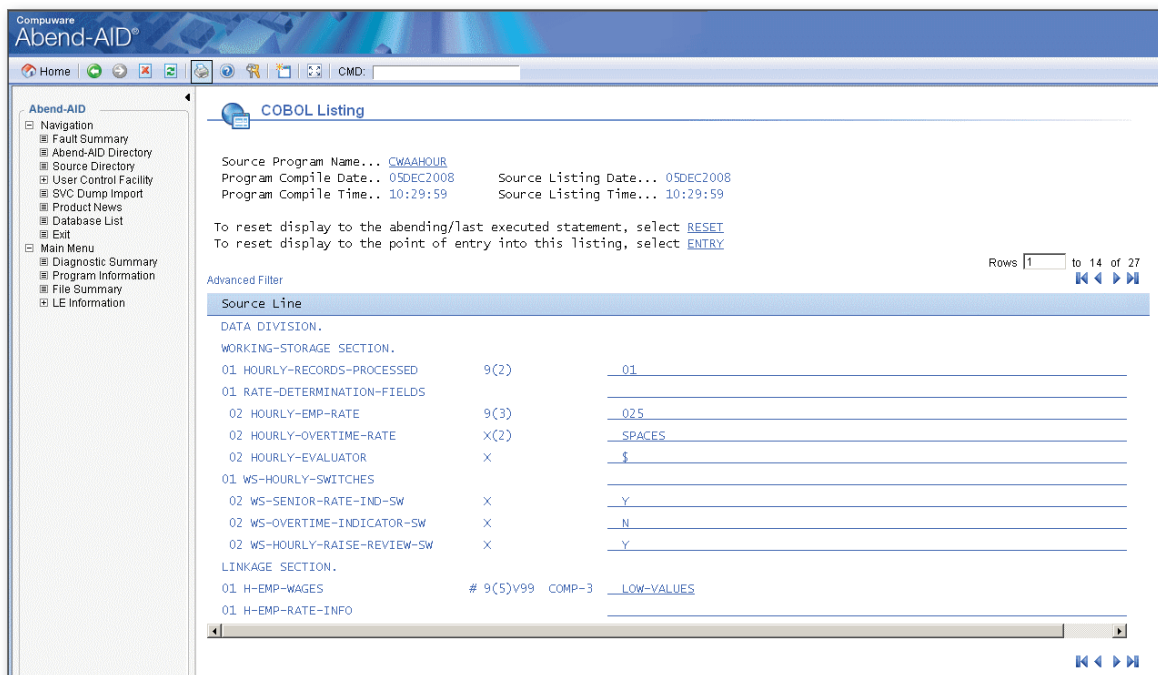 Compuware
Abend-AID®
Home CMD:
Abend-AID
Navigation
Fault Summary
Abend-AID Directory
Source Directory
User Control Facility
SVC Dump Import
Product News
Database List
Exit
Main Menu
Diagnostic Summary
Program Information
File Summary
LE Information
COBOL Listing
Source Program Name... CWAAHOUR
Program Compile Date.. 05DEC2008 Source Listing Date... 05DEC2008
Program Compile Time.. 10:29:59 Source Listing Time... 10:29:59
To reset display to the abending/last executed statement, select RESET
To reset display to the point of entry into this listing, select ENTRY
Rows 1 to 14 of 27
Advanced Filter
Source Line
DATA DIVISION.
WORKING-STORAGE SECTION.
01 HOURLY-RECORDS-PROCESSED 9(2) 01
01 RATE-DETERMINATION-FIELDS
02 HOURLY-EMP-RATE 9(3) 025
02 HOURLY-OVERTIME-RATE X(2) SPACES
02 HOURLY-EVALUATOR X $
01 WS-HOURLY-SWITCHES
02 WS-SENIOR-RATE-IND-SW X Y
02 WS-OVERTIME-INDICATOR-SW X N
02 WS-HOURLY-RAISE-REVIEW-SW X Y
LINKAGE SECTION.
01 H-EMP-WAGES # 9(5)V99 COMP-3 LOW-VALUES
01 H-EMP-RATE-INFO